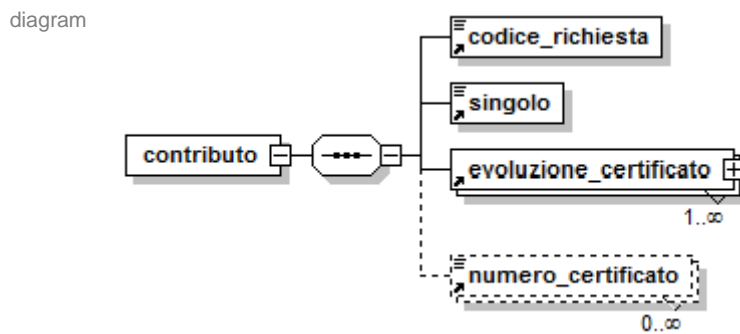 diagram
codice_richiesta
singolo
contributo
evoluzione_certificato
1..∞
numero_certificato
0..∞